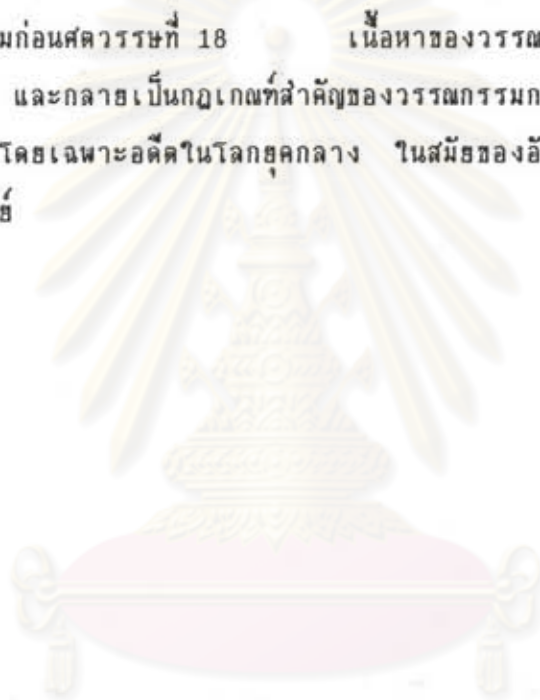 มก่อนศตวรรษที่ 18 เนื้อหาของวรรณ
และกลายเป็นกฎเกณฑ์สำคัญของวรรณกรรมก
โดยเฉพาะอดีตในโลกยุคกลาง ในสมัยของอั
ย์